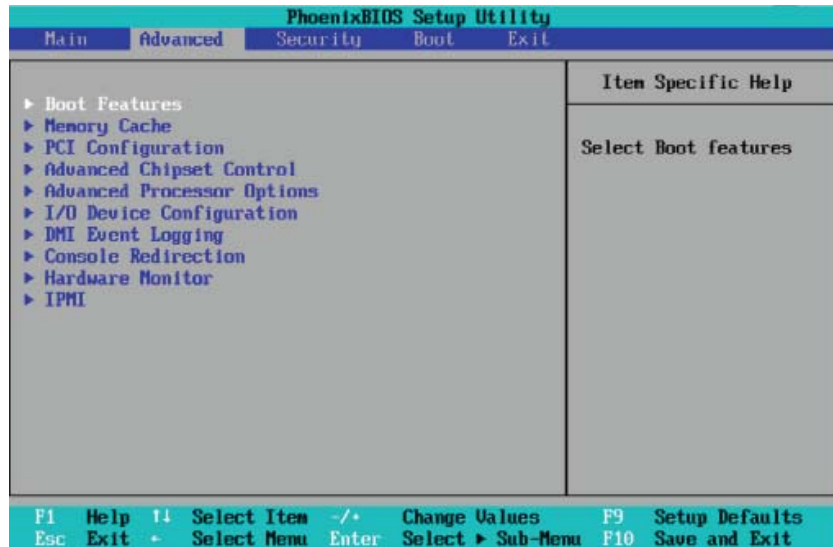 PhoenixBIOS Setup Utility
Main Advanced Security Boot Exit
Item Specific Help
▶ Boot Features
▶ Memory Cache
▶ PCI Configuration
▶ Advanced Chipset Control
▶ Advanced Processor Options
▶ I/O Device Configuration
▶ DMI Event Logging
▶ Console Redirection
▶ Hardware Monitor
▶ IPMI
Select Boot features
F1 Help ↑↓ Select Item -/+ Change Values F9 Setup Defaults
Esc Exit ← Select Menu Enter Select ▶ Sub-Menu F10 Save and Exit